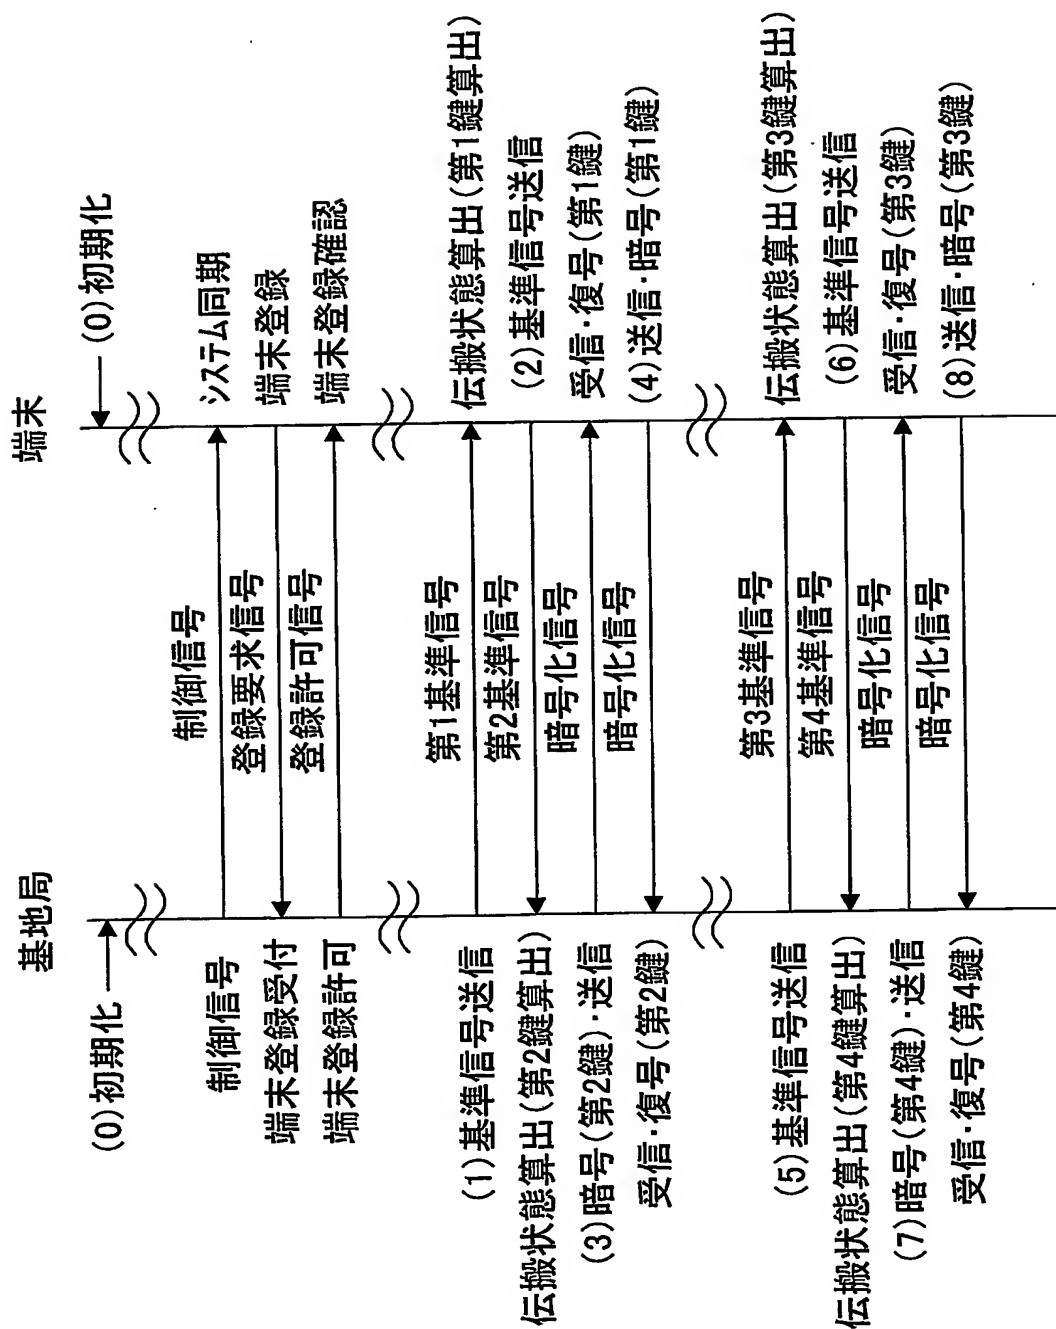 基地局
端末
(0)初期化
(0)初期化
制御信号
制御信号
システム同期
端末登録受付
登録要求信号
端末登録
端末登録許可
登録許可信号
端末登録確認
(1)基準信号送信
第1基準信号
伝搬状態算出(第1鍵算出)
伝搬状態算出(第2鍵算出)
第2基準信号
(2)基準信号送信
(3)暗号(第2鍵)・送信
暗号化信号
受信・復号(第1鍵)
受信・復号(第2鍵)
暗号化信号
(4)送信・暗号(第1鍵)
(5)基準信号送信
第3基準信号
伝搬状態算出(第3鍵算出)
伝搬状態算出(第4鍵算出)
第4基準信号
(6)基準信号送信
(7)暗号(第4鍵)・送信
暗号化信号
受信・復号(第3鍵)
受信・復号(第4鍵)
暗号化信号
(8)送信・暗号(第3鍵)